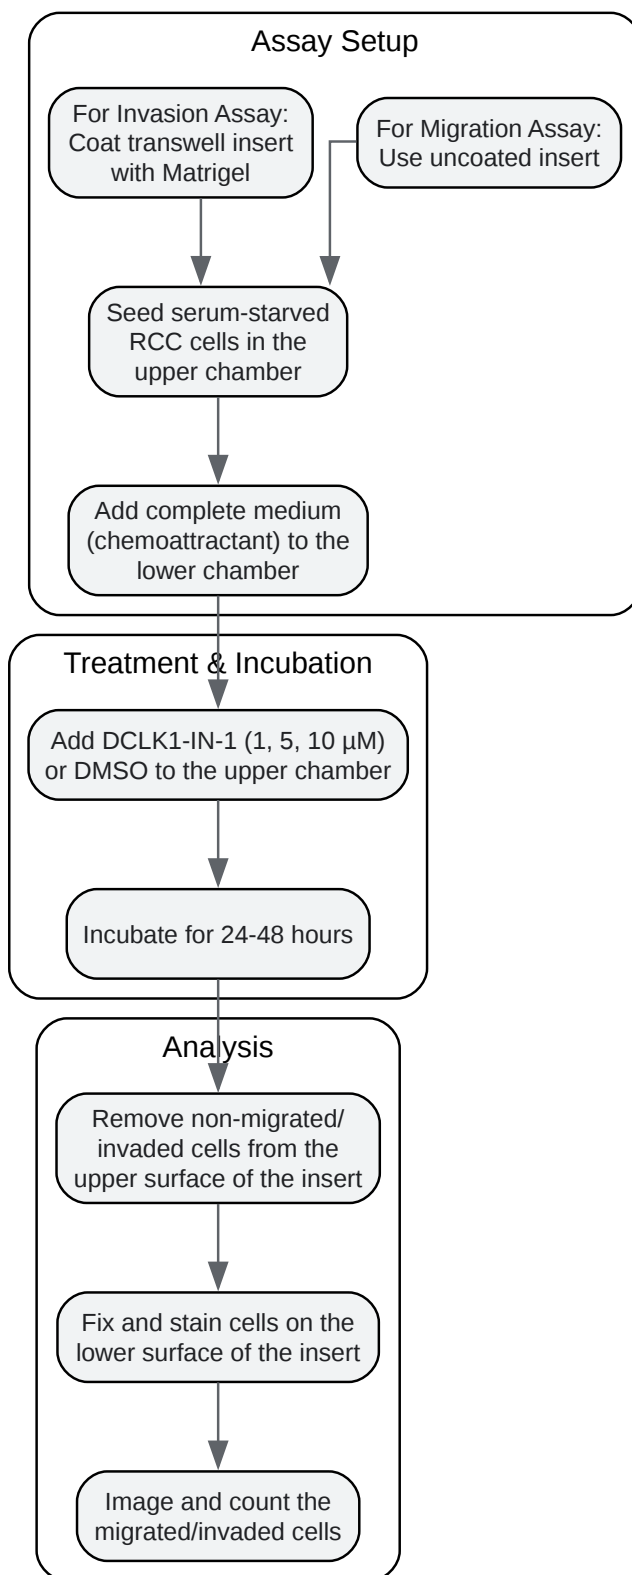 Assay Setup
For Invasion Assay:
Coat transwell insert
with Matrigel
For Migration Assay:
Use uncoated insert
Seed serum-starved
RCC cells in the
upper chamber
Add complete medium
(chemoattractant) to the
lower chamber
Treatment & Incubation
Add DCLK1-IN-1 (1, 5, 10 µM)
or DMSO to the upper chamber
Incubate for 24-48 hours
Analysis
Remove non-migrated/
invaded cells from the
upper surface of the insert
Fix and stain cells on the
lower surface of the insert
Image and count the
migrated/invaded cells